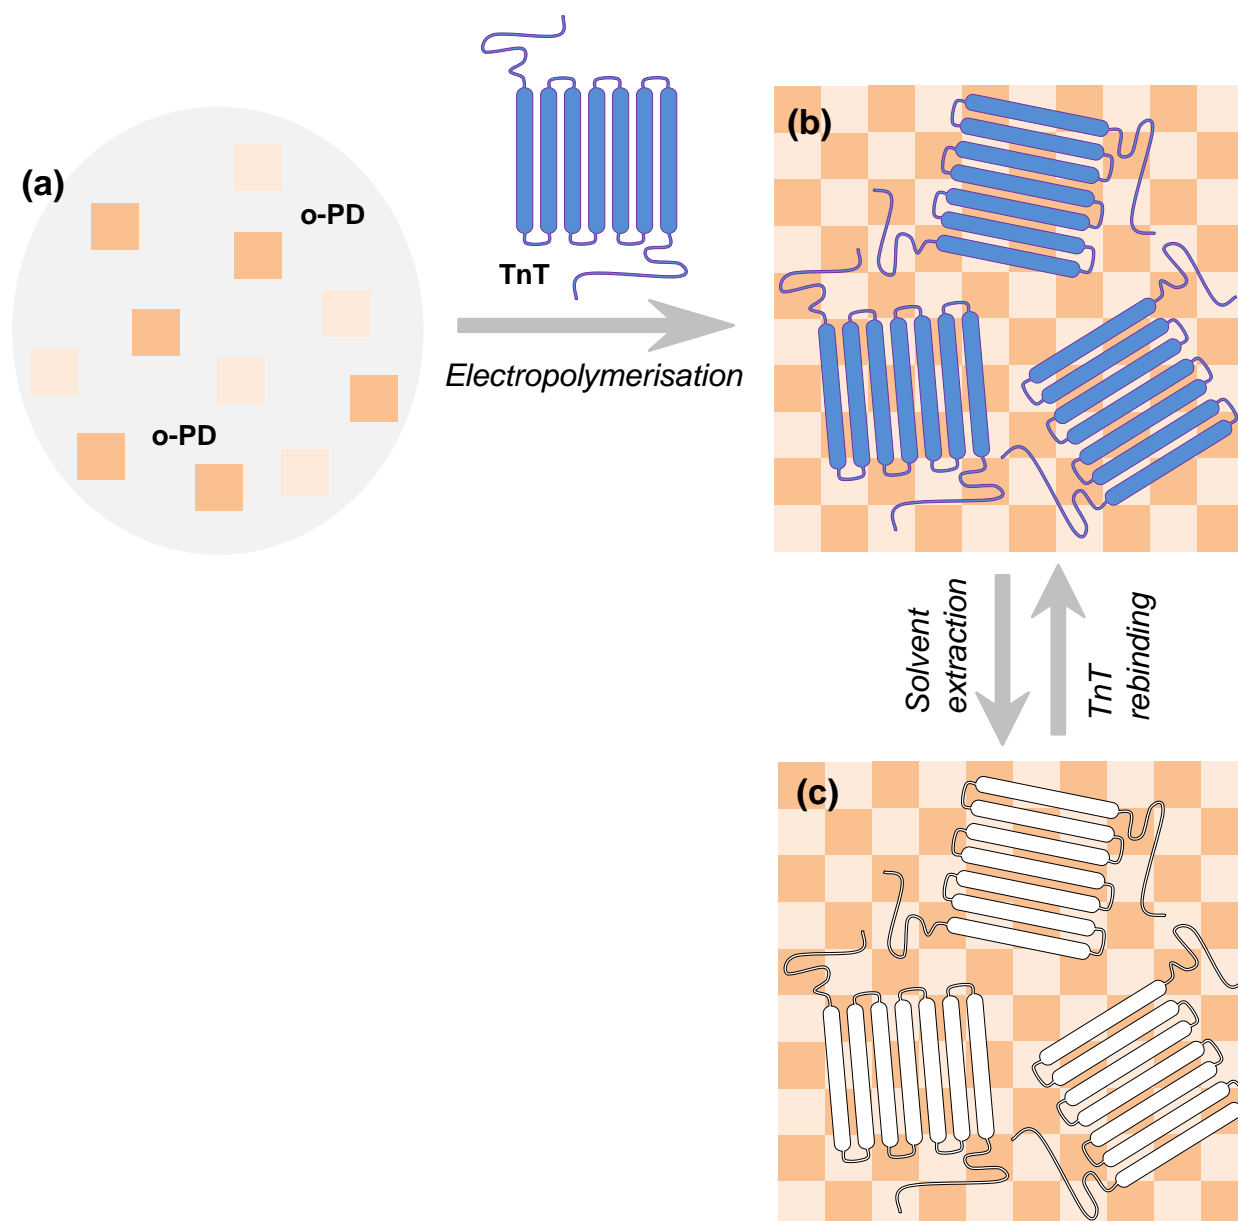 (a)
o-PD
o-PD
TnT
Electropolymerisation
(b)
Solvent
extraction
TnT
rebinding
(c)